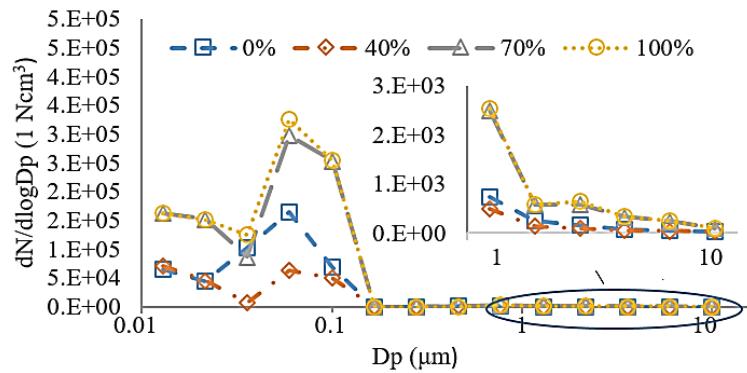 5.E+05
5.E+05
4.E+05
4.E+05
3.E+05
3.E+05
2.E+05
2.E+05
1.E+05
5.E+04
0.E+00
dN/dlogDp (1 Ncm³)
0% 40% 70% 100%
3.E+03
2.E+03
1.E+03
0.E+00
1 10
0.01 0.1 1 10
Dp (μm)